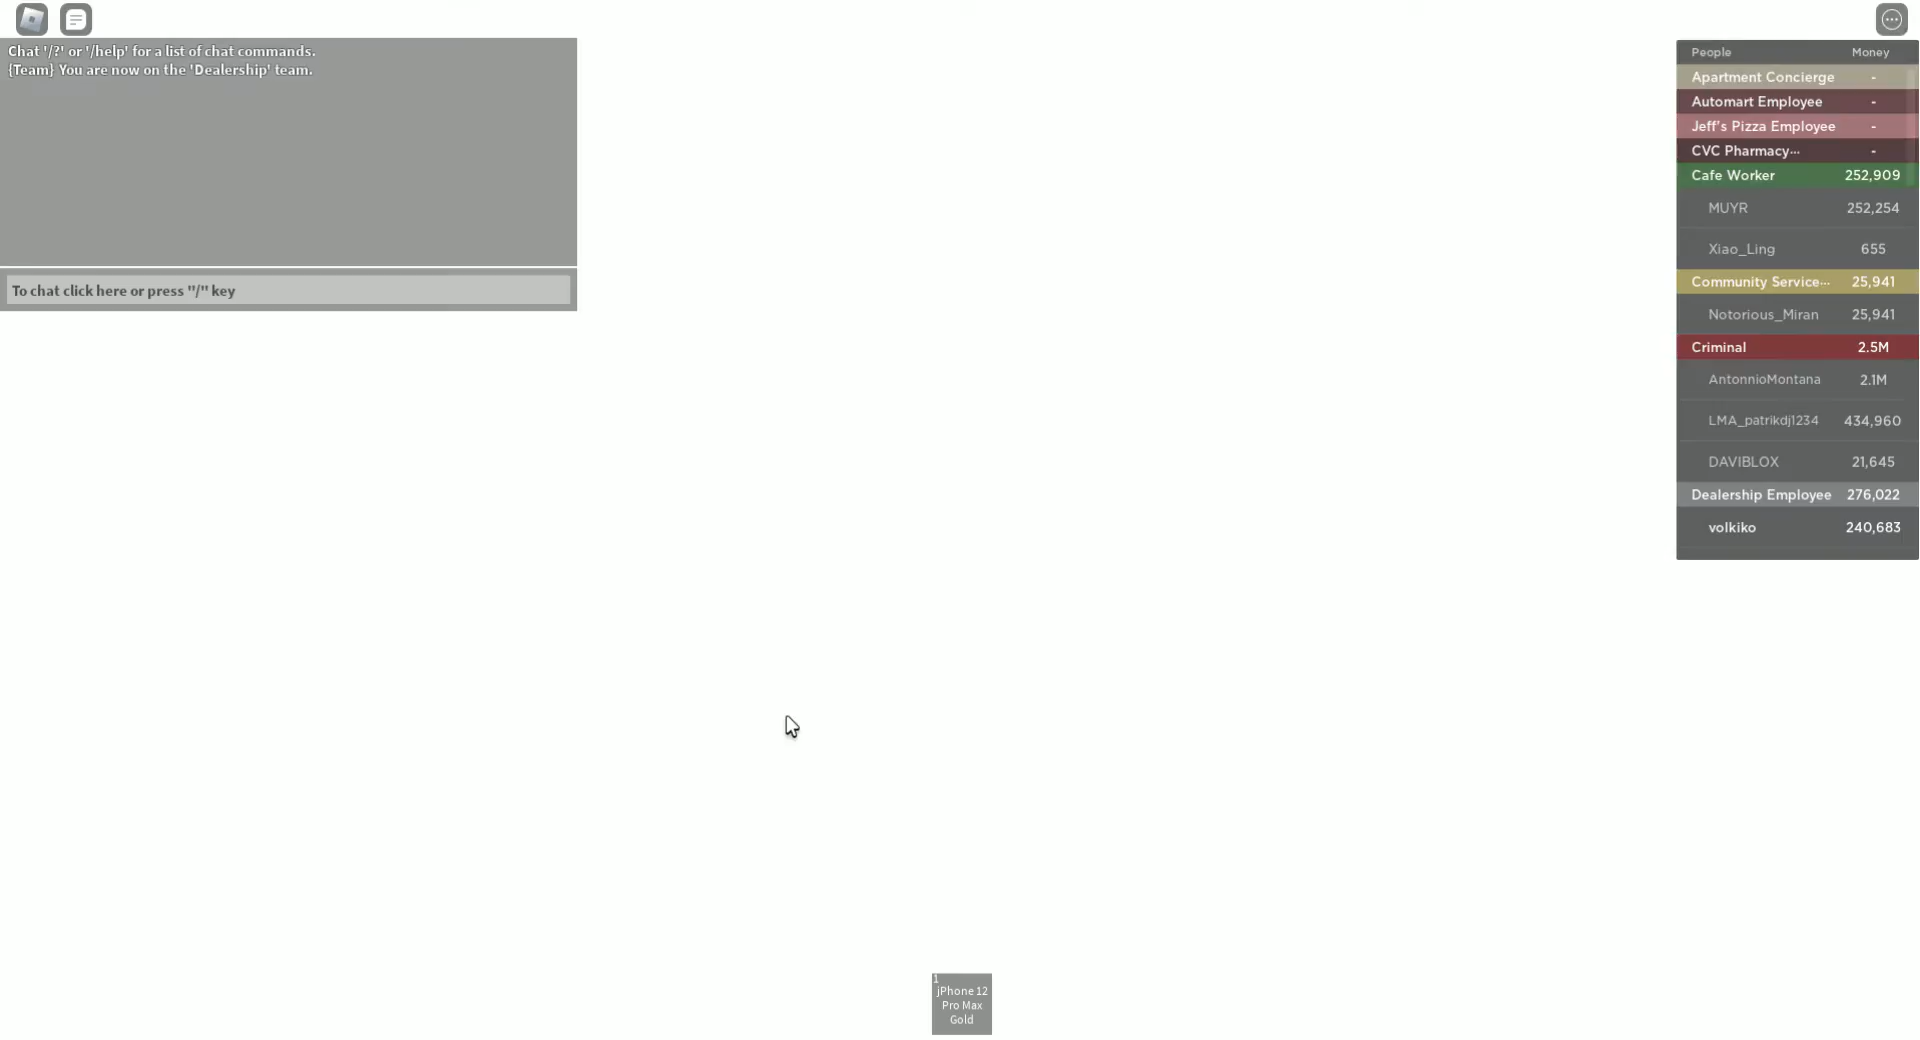 Chat '/?' or '/help' for a list of chat commands.
{Team} You are now on the 'Dealership' team.
To chat click here or press "/" key
People Money
Apartment Concierge -
Automart Employee -
Jeff's Pizza Employee -
CVC Pharmacy... -
Cafe Worker 252,909
MUYR 252,254
Xiao_Ling 655
Community Service... 25,941
Notorious_Miran 25,941
Criminal 2.5M
AntonnioMontana 2.1M
LMA_patrikdj1234 434,960
DAVIBLOX 21,645
Dealership Employee 276,022
volkiko 240,683
1
jPhone 12
Pro Max
Gold